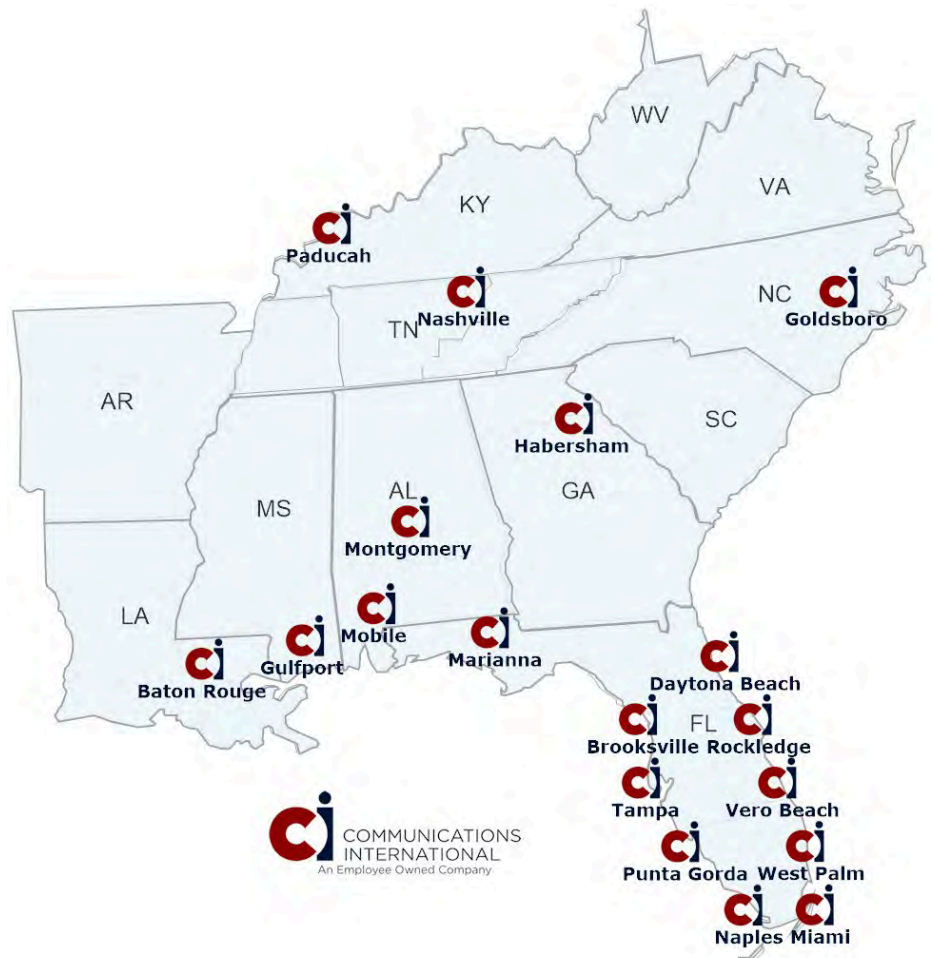 WV
VA
KY
Paducah
Nashville
TN
NC
Goldsboro
AR
Habersham
SC
GA
MS
AL
Montgomery
LA
Mobile
Gulfport
Marianna
Baton Rouge
Daytona Beach
FL
Brooksville Rockledge
Tampa
Vero Beach
Punta Gorda West Palm
Naples Miami
Ci
COMMUNICATIONS
INTERNATIONAL
An Employee Owned Company